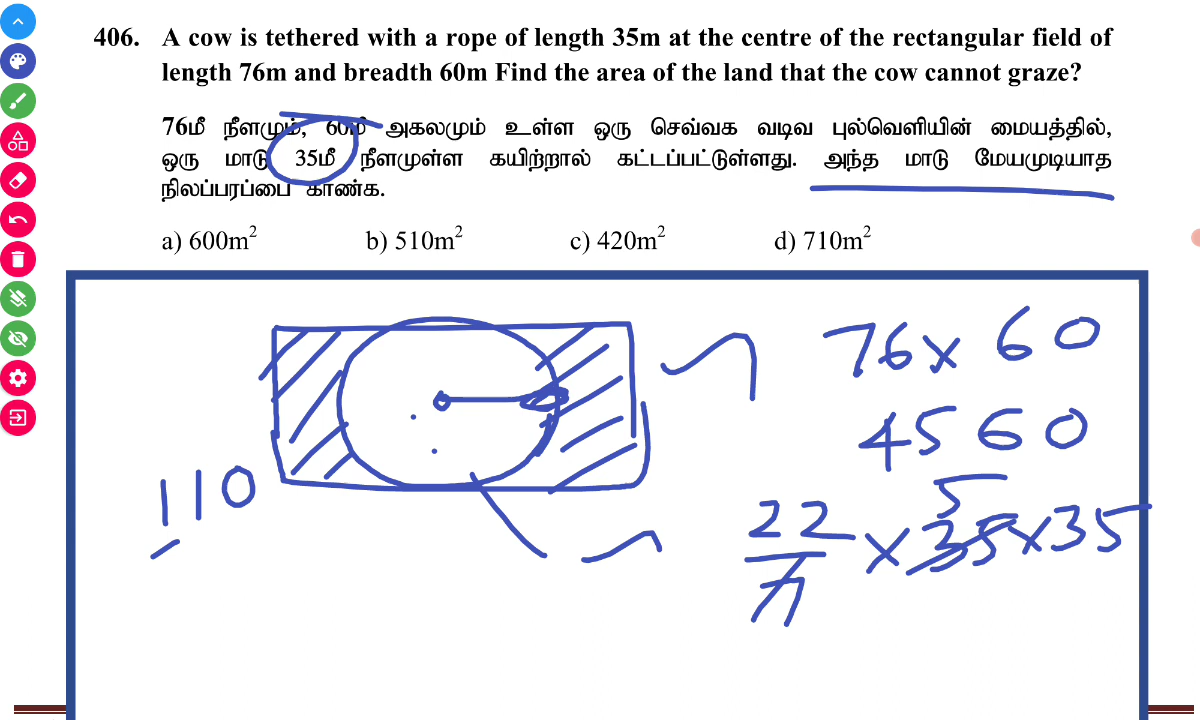 406. A cow is tethered with a rope of length 35m at the centre of the rectangular field of
length 76m and breadth 60m Find the area of the land that the cow cannot graze?
76மீ நீளமும், 60மீ அகலமும் உள்ள ஒரு செவ்வக வடிவ புல்வெளியின் மையத்தில்,
ஒரு மாடு 35மீ நீளமுள்ள கயிற்றால் கட்டப்பட்டுள்ளது. அந்த மாடு மேயமுடியாத
நிலப்பரப்பை காண்க.
a) 600m² b) 510m² c) 420m² d) 710m²
76 x 60
4560
110
5
22/7 x 35 x 35